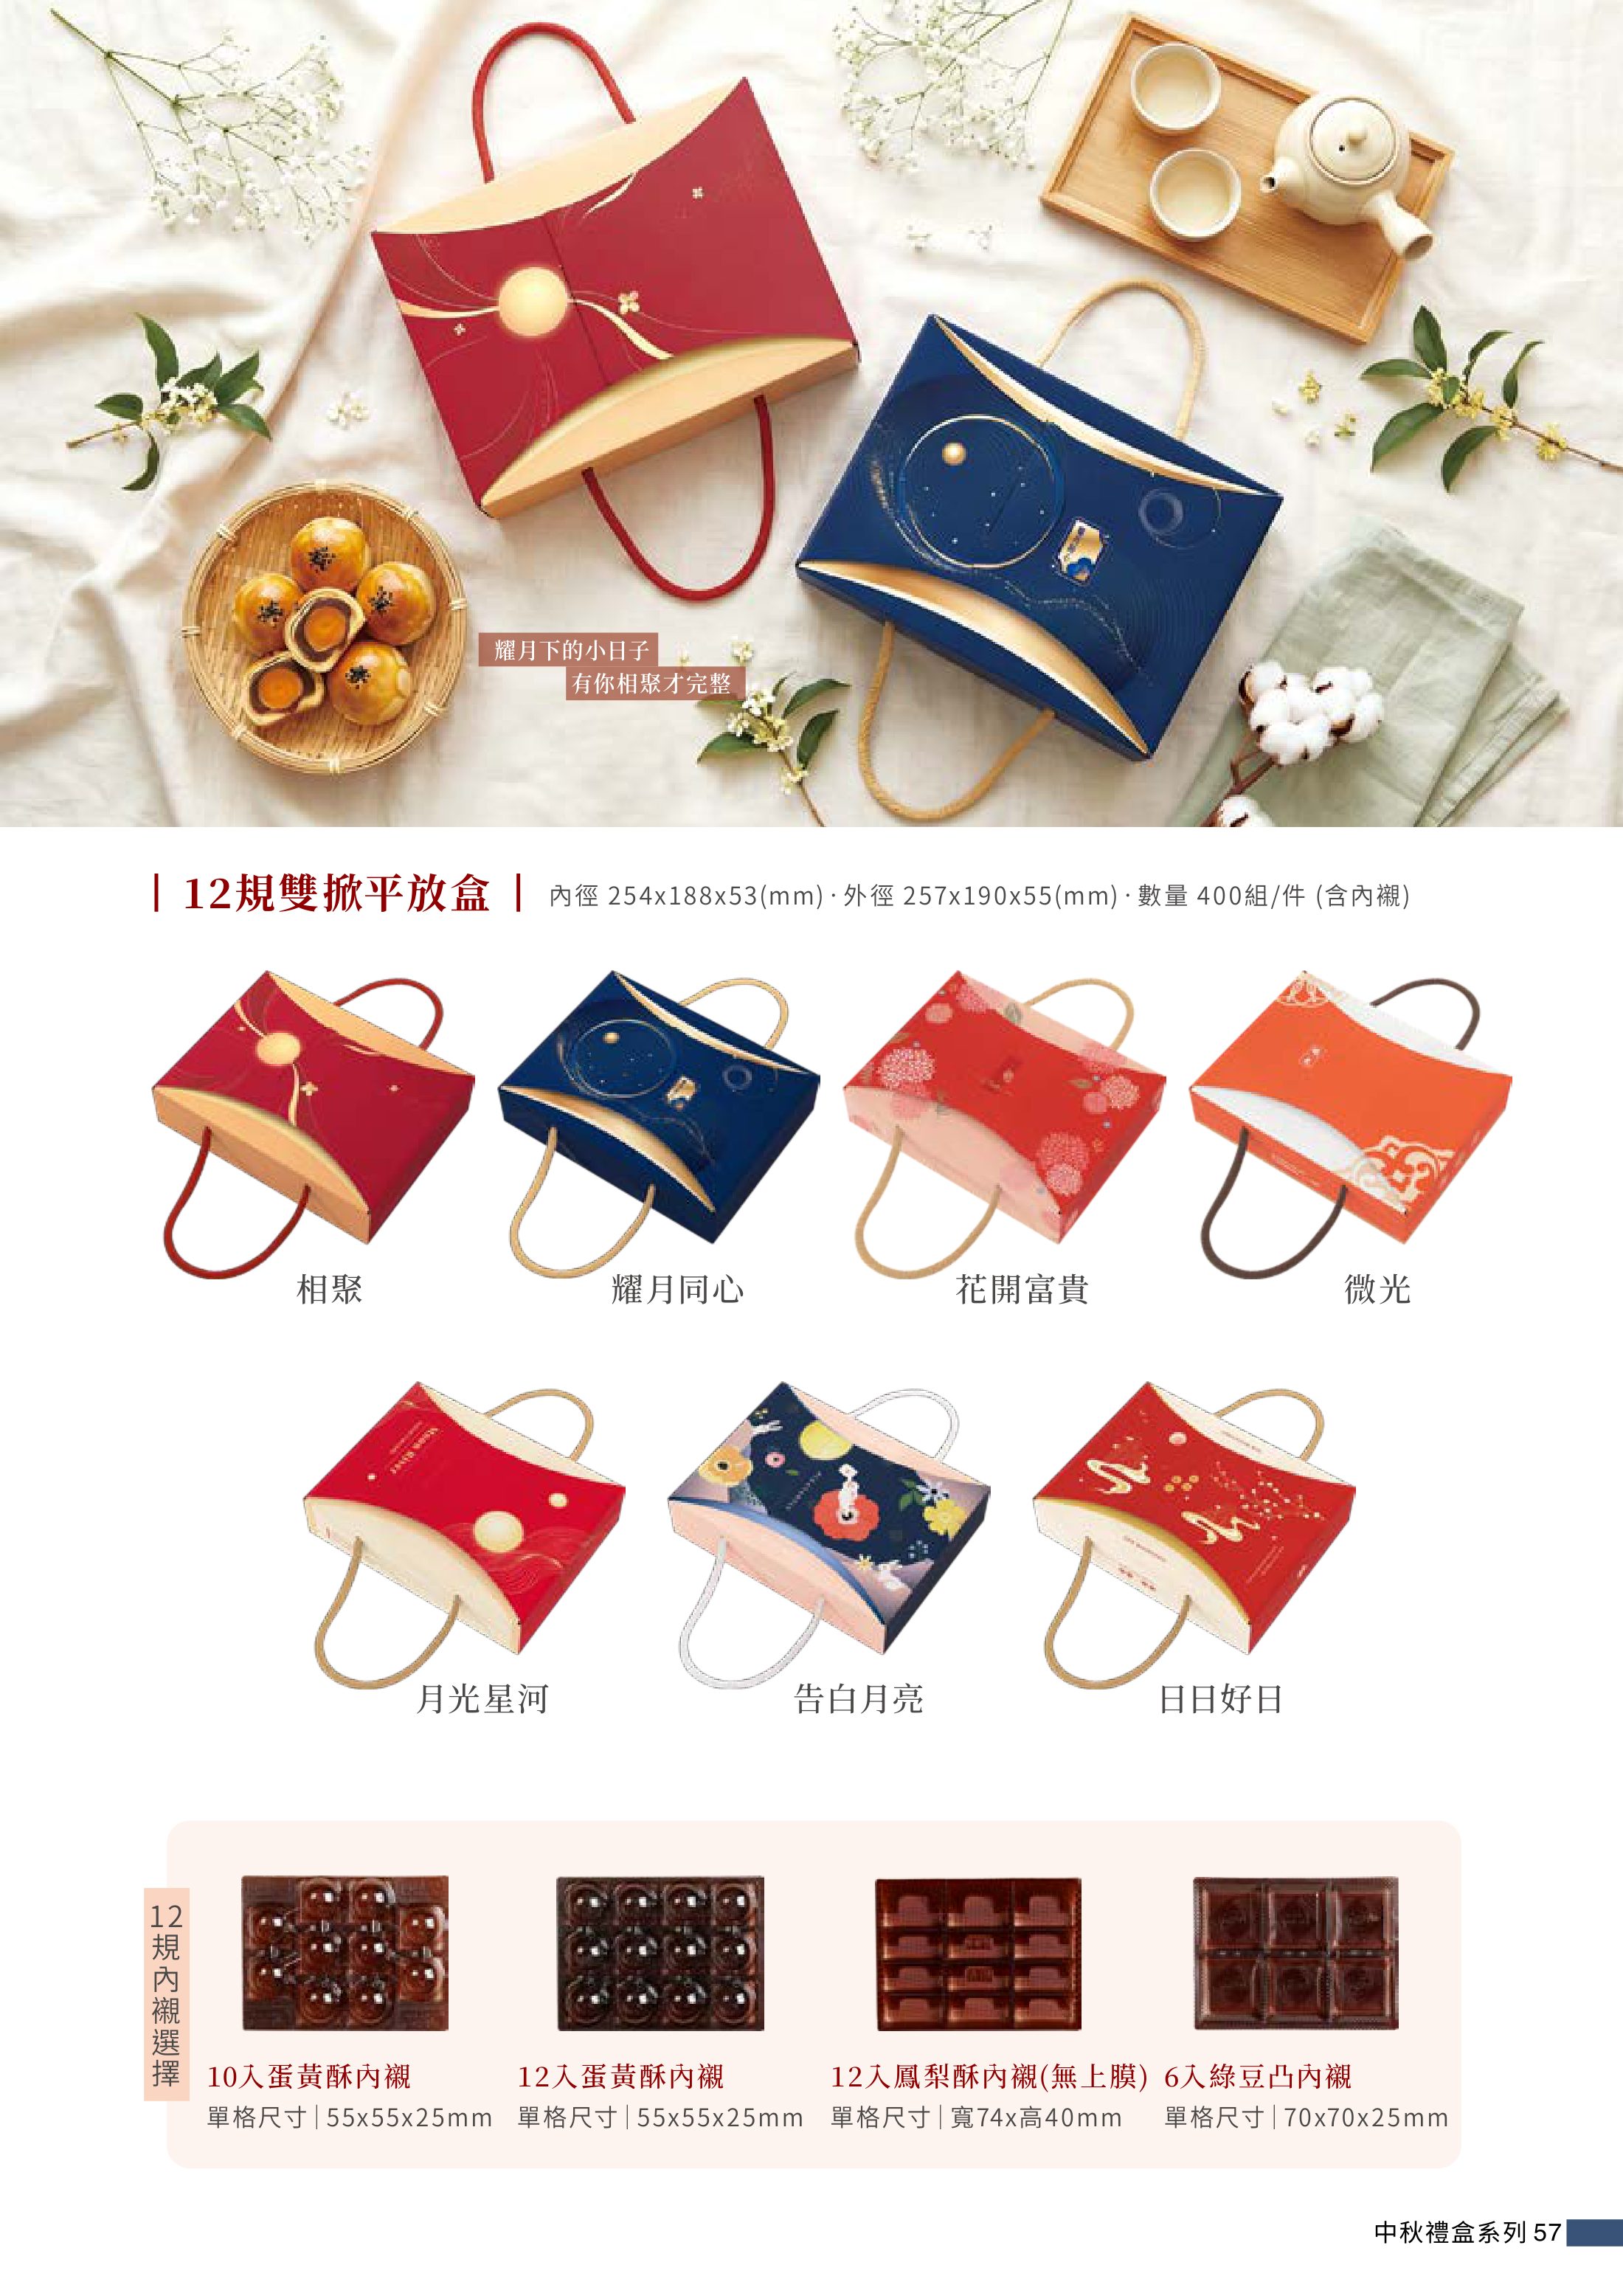 耀月下的小日子
有你相聚才完整
12規雙掀平放盒
內徑 254x188x53(mm)·外徑 257x190x55(mm)·數量 400組/件 (含內襯)
相聚
耀月同心
花開富貴
微光
月光星河
告白月亮
日日好日
12規內襯選擇
10入蛋黃酥內襯
單格尺寸|55x55x25mm
12入蛋黃酥內襯
單格尺寸|55x55x25mm
12入鳳梨酥內襯(無上膜)
單格尺寸|寬74x高40mm
6入綠豆凸內襯
單格尺寸|70x70x25mm
中秋禮盒系列 57